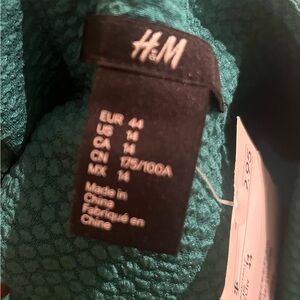 H&M
EUR 44
US 14
CA 14
CN 175/100A
MX 14
Made in
China
Fabriqué en
Chine